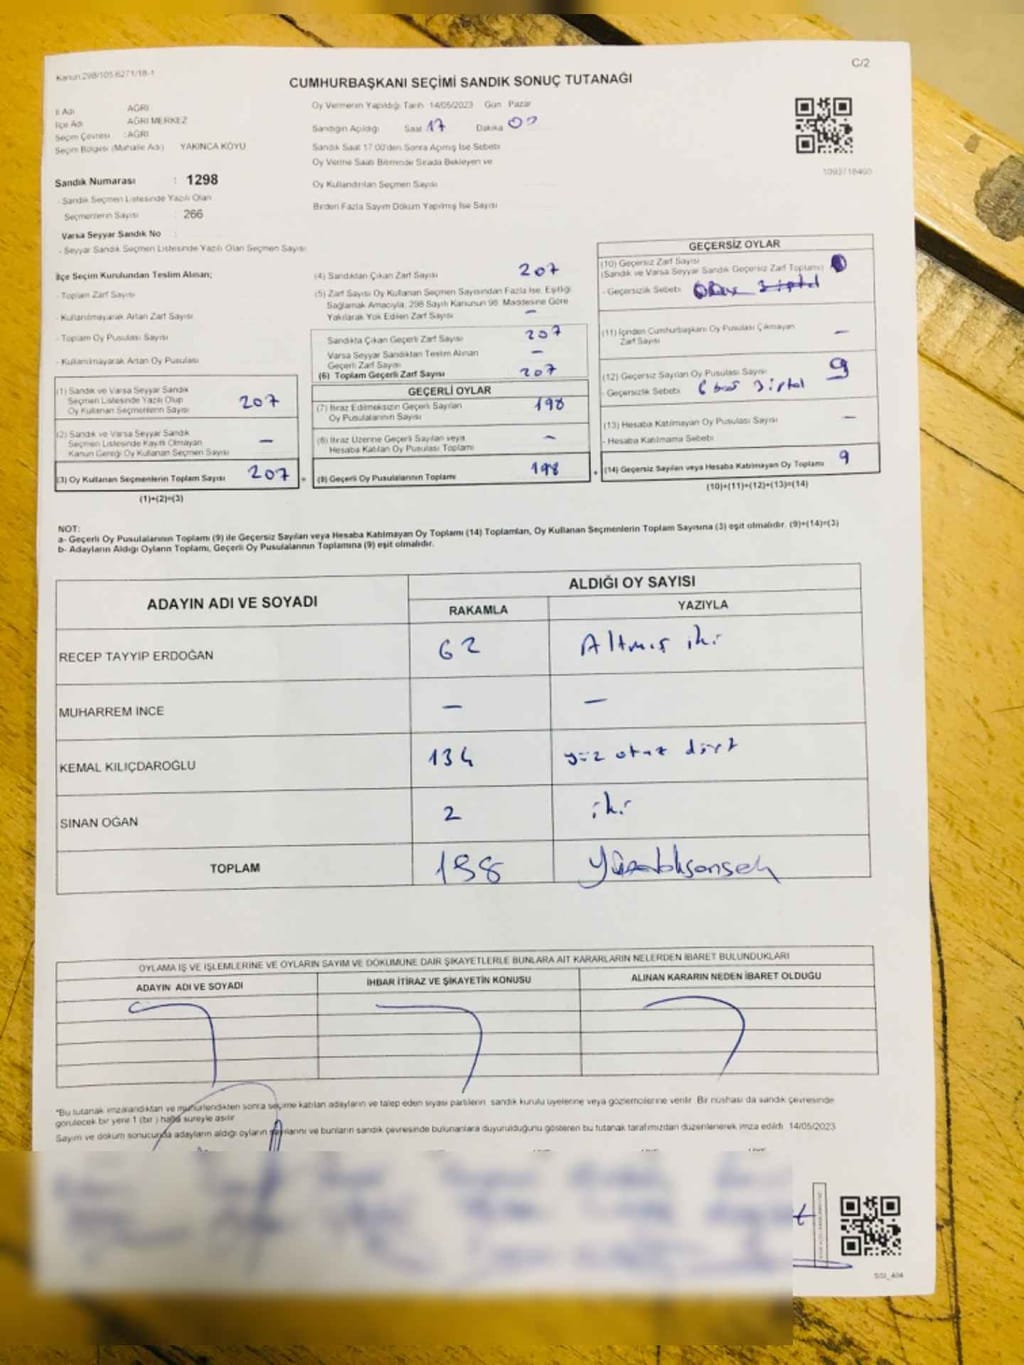 Kanun 298/105.6271/18-1
C/2
CUMHURBAŞKANI SEÇİMİ SANDIK SONUÇ TUTANAĞI
İl Adı AĞRI
İlçe Adı AĞRI MERKEZ
Seçim Çevresi : AĞRI
Seçim Bölgesi (Mahalle Adı) YAKINCA KÖYÜ
Sandık Numarası : 1298
- Sandık Seçmen Listesinde Yazılı Olan
Seçmenlerin Sayısı : 266
Varsa Seyyar Sandık No
- Seyyar Sandık Seçmen Listesinde Yazılı Olan Seçmen Sayısı
Oy Vermenin Yapıldığı Tarih 14/05/2023 Gün Pazar
Sandığın Açıldığı Saat 17 Dakika 00
Sandık Saat 17:00'den Sonra Açılmış İse Sebebi
Oy Verme Saati Bitiminde Sırada Bekleyen ve
Oy Kullandırılan Seçmen Sayısı
Birden Fazla Sayım Döküm Yapılmış İse Sayısı
İlçe Seçim Kurulundan Teslim Alınan;
- Toplam Zarf Sayısı
- Kullanılmayarak Artan Zarf Sayısı
- Toplam Oy Pusulası Sayısı
- Kullanılmayarak Artan Oy Pusulası
(1) Sandık ve Varsa Seyyar Sandık
Seçmen Listesinde Yazılı Olup
Oy Kullanan Seçmenlerin Sayısı 207
(2) Sandık ve Varsa Seyyar Sandık
Seçmen Listesinde Kayıtlı Olmayan
Kanun Gereği Oy Kullanan Seçmen Sayısı –
(3) Oy Kullanan Seçmenlerin Toplam Sayısı 207
(1)+(2)=(3)
(4) Sandıktan Çıkan Zarf Sayısı 207
(5) Zarf Sayısı Oy Kullanan Seçmen Sayısından Fazla İse, Eşitliği
Sağlamak Amacıyla, 298 Sayılı Kanunun 98. Maddesine Göre
Yakılarak Yok Edilen Zarf Sayısı –
Sandıkta Çıkan Geçerli Zarf Sayısı 207
Varsa Seyyar Sandıktan Teslim Alınan
Geçerli Zarf Sayısı –
(6) Toplam Geçerli Zarf Sayısı 207
GEÇERLİ OYLAR
(7) İtiraz Edilmeksizin Geçerli Sayılan
Oy Pusulalarının Sayısı 198
(8) İtiraz Üzerine Geçerli Sayılan veya
Hesaba Katılan Oy Pusulası Toplamı –
(9) Geçerli Oy Pusulalarının Toplamı 198
GEÇERSİZ OYLAR
(10) Geçersiz Zarf Sayısı
(Sandık ve Varsa Seyyar Sandık Geçersiz Zarf Toplamı)
- Geçersizlik Sebebi
(11) İçinden Cumhurbaşkanı Oy Pusulası Çıkmayan
Zarf Sayısı –
(12) Geçersiz Sayılan Oy Pusulası Sayısı 9
- Geçersizlik Sebebi 6 boş 3 iptal
(13) Hesaba Katılmayan Oy Pusulası Sayısı –
- Hesaba Katılmama Sebebi
(14) Geçersiz Sayılan veya Hesaba Katılmayan Oy Toplamı 9
(10)+(11)+(12)+(13)=(14)
NOT:
a- Geçerli Oy Pusulalarının Toplamı (9) ile Geçersiz Sayılan veya Hesaba Katılmayan Oy Toplamı (14) Toplamları, Oy Kullanan Seçmenlerin Toplam Sayısına (3) eşit olmalıdır. (9)+(14)=(3)
b- Adayların Aldığı Oyların Toplamı, Geçerli Oy Pusulalarının Toplamına (9) eşit olmalıdır.
ADAYIN ADI VE SOYADI ALDIĞI OY SAYISI
RAKAMLA YAZIYLA
RECEP TAYYİP ERDOĞAN 62 Altmış iki
MUHARREM İNCE – –
KEMAL KILIÇDAROĞLU 134 yüz otuz dört
SİNAN OĞAN 2 iki
TOPLAM 198 Yüzdoksansek
OYLAMA İŞ VE İŞLEMLERİNE VE OYLARIN SAYIM VE DÖKÜMÜNE DAİR ŞİKAYETLERLE BUNLARA AİT KARARLARIN NELERDEN İBARET BULUNDUKLARI
ADAYIN ADI VE SOYADI İHBAR İTİRAZ VE ŞİKAYETİN KONUSU ALINAN KARARIN NEDEN İBARET OLDUĞU
*Bu tutanak imzalandıktan ve mühürlendikten sonra seçime katılan adayların ve talep eden siyasi partilerin sandık kurulu üyelerine veya gözlemcilerine verilir. Bir nüshası da sandık çevresinde
görülecek bir yere 1 (bir) hafta süreyle asılır.
Sayım ve döküm sonucunda adayların aldığı oyların sayılarını ve bunların sandık çevresinde bulunanlara duyurulduğunu gösteren bu tutanak tarafımızdan düzenlenerek imza edildi. 14/05/2023